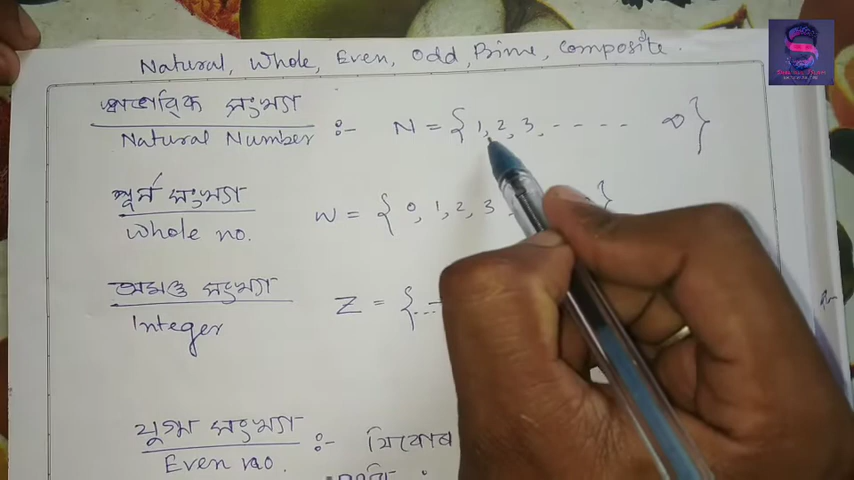 Natural, Whole, Even, Odd, Prime, Composite.
সংখ্যা
Natural Number :- N = {1, 2, 3, - - - - ∞}
পূর্ন সংখ্যা
Whole no. W = {0, 1, 2, 3, }
অখণ্ড সংখ্যা
Integer Z = {...
যুগ্ম সংখ্যা
Even no. :-